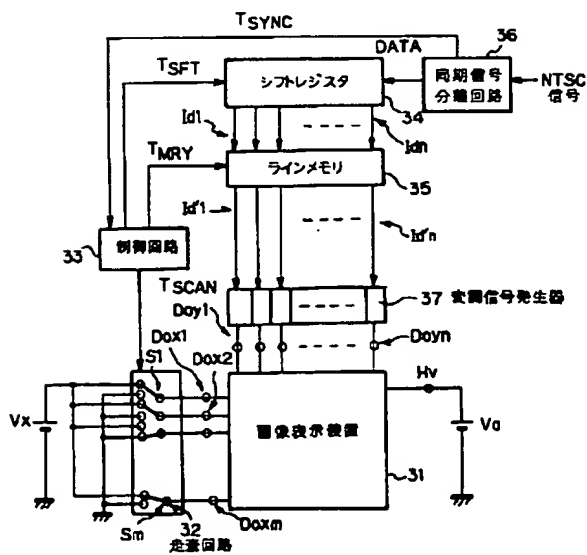 TSYNC
DATA
36
TSFT
シフトレジスタ
同期信号
分離回路
NTSC
信号
34
Id1
Idn
TMRY
ラインメモリ
35
Id'1
Id'n
制御回路
33
TSCAN
Doy1
37 変調信号発生器
Doyn
Dox1
S1
Dox2
Hv
Vx
画像表示装置
Va
31
Sm
32
走査回路
Doxm